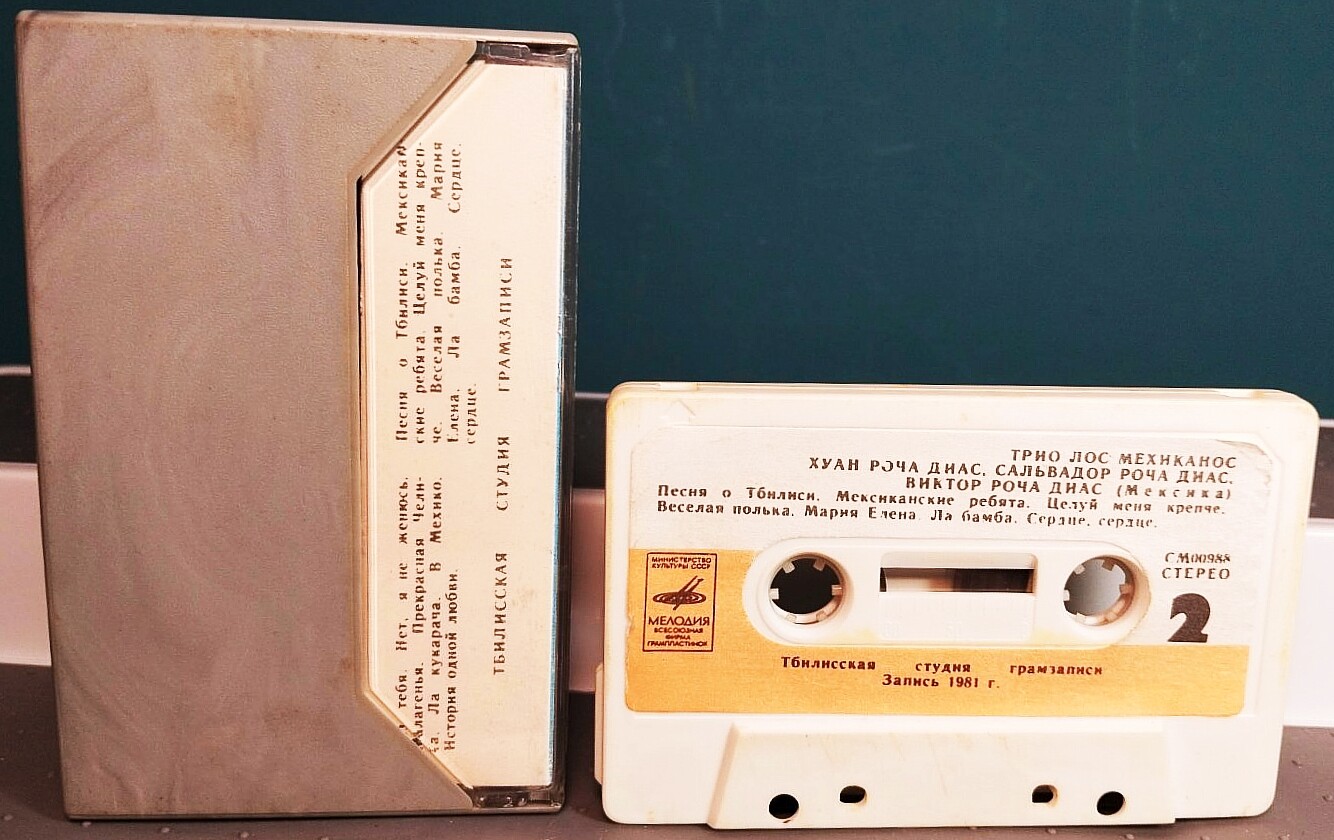 тебя. Нет, я не женюсь.
Прекрасная Чели-
Ла кукарача. В Мехико.
История одной любви.
Песня о Тбилиси. Мексикан
ские ребята. Целуй меня креп-
че. Веселая полька. Мария
Елена. Ла бамба. Сердце,
сердце.
ТБИЛИССКАЯ СТУДИЯ ГРАМЗАПИСИ
ТРИО ЛОС МЕХИКАНОС
ХУАН РОЧА ДИАС, САЛЬВАДОР РОЧА ДИАС,
ВИКТОР РОЧА ДИАС (Мексика)
Песня о Тбилиси. Мексиканские ребята. Целуй меня крепче.
Веселая полька. Мария Елена. Ла бамба. Сердце, сердце.
МИНИСТЕРСТВО
КУЛЬТУРЫ СССР
МЕЛОДИЯ
ВСЕСОЮЗНАЯ
ФИРМА
ГРАМПЛАСТИНОК
СМ00988
СТЕРЕО
2
Тбилисская студия грамзаписи
Запись 1981 г.